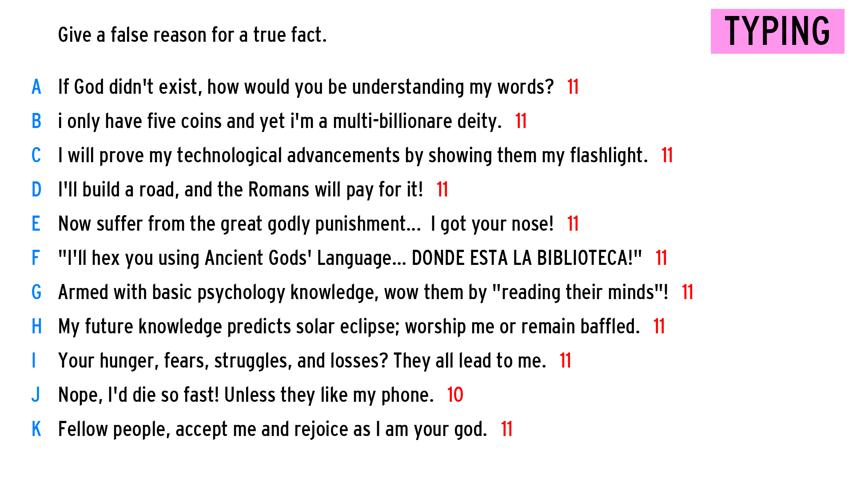 TYPING
Give a false reason for a true fact.
A If God didn't exist, how would you be understanding my words? 11
B i only have five coins and yet i'm a multi-billionare deity. 11
C I will prove my technological advancements by showing them my flashlight. 11
D I'll build a road, and the Romans will pay for it! 11
E Now suffer from the great godly punishment... I got your nose! 11
F "I'll hex you using Ancient Gods' Language... DONDE ESTA LA BIBLIOTECA!" 11
G Armed with basic psychology knowledge, wow them by "reading their minds"! 11
H My future knowledge predicts solar eclipse; worship me or remain baffled. 11
I Your hunger, fears, struggles, and losses? They all lead to me. 11
J Nope, I'd die so fast! Unless they like my phone. 10
K Fellow people, accept me and rejoice as I am your god. 11